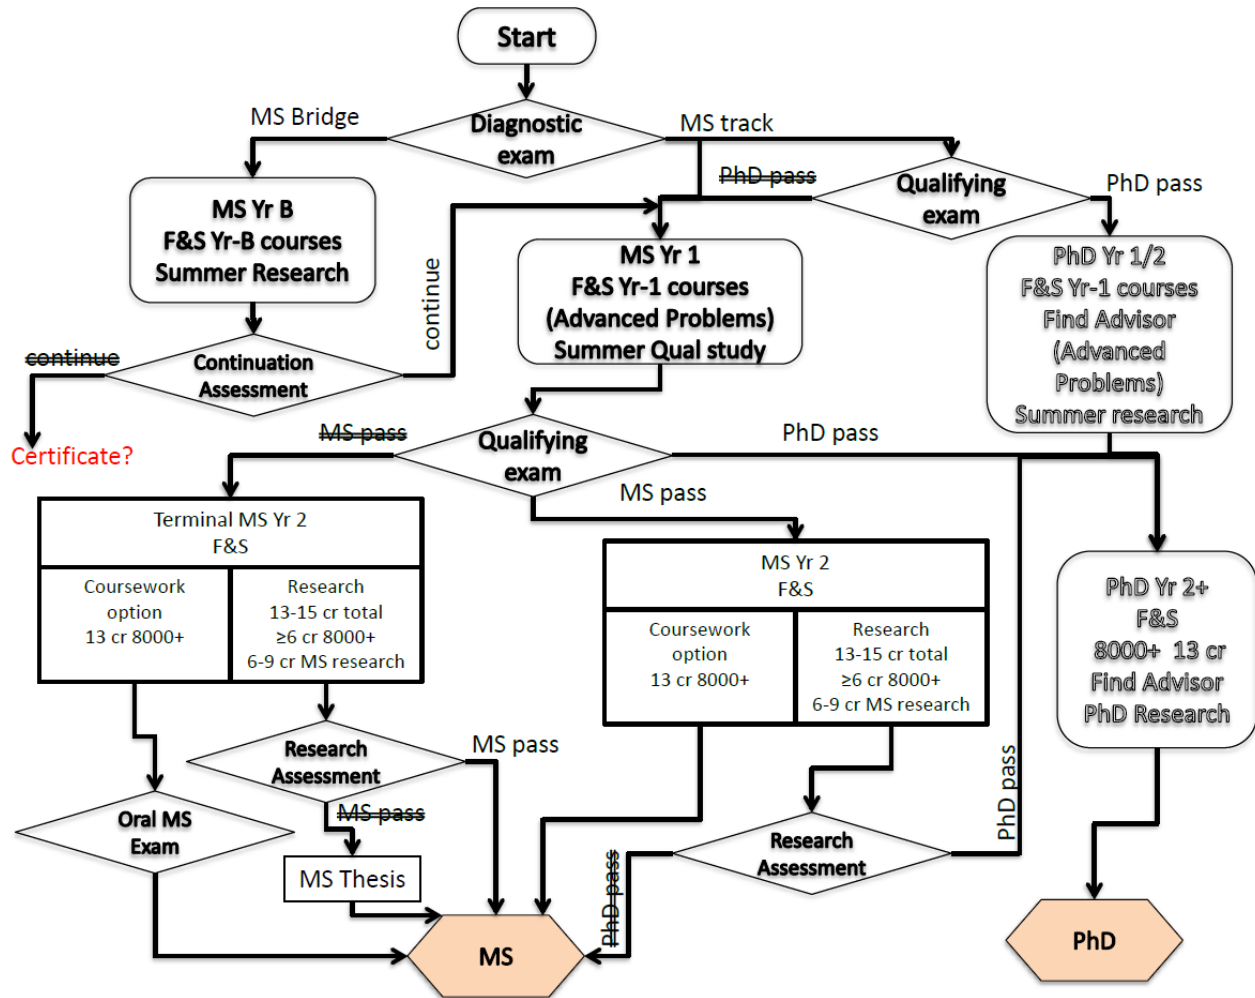 Start
MS Bridge
Diagnostic
exam
MS track
PhD pass
Qualifying
exam
PhD pass
MS Yr B
F&S Yr-B courses
Summer Research
continue
MS Yr 1
F&S Yr-1 courses
(Advanced Problems)
Summer Qual study
PhD Yr 1/2
F&S Yr-1 courses
Find Advisor
(Advanced
Problems)
Summer research
continue
Continuation
Assessment
Certificate?
MS pass
Qualifying
exam
PhD pass
MS pass
Terminal MS Yr 2
F&S
Coursework
option
13 cr 8000+
Research
13-15 cr total
≥6 cr 8000+
6-9 cr MS research
MS Yr 2
F&S
Coursework
option
13 cr 8000+
Research
13-15 cr total
≥6 cr 8000+
6-9 cr MS research
PhD Yr 2+
F&S
8000+ 13 cr
Find Advisor
PhD Research
Research
Assessment
MS pass
MS pass
Oral MS
Exam
MS Thesis
PhD pass
Research
Assessment
PhD pass
MS
PhD